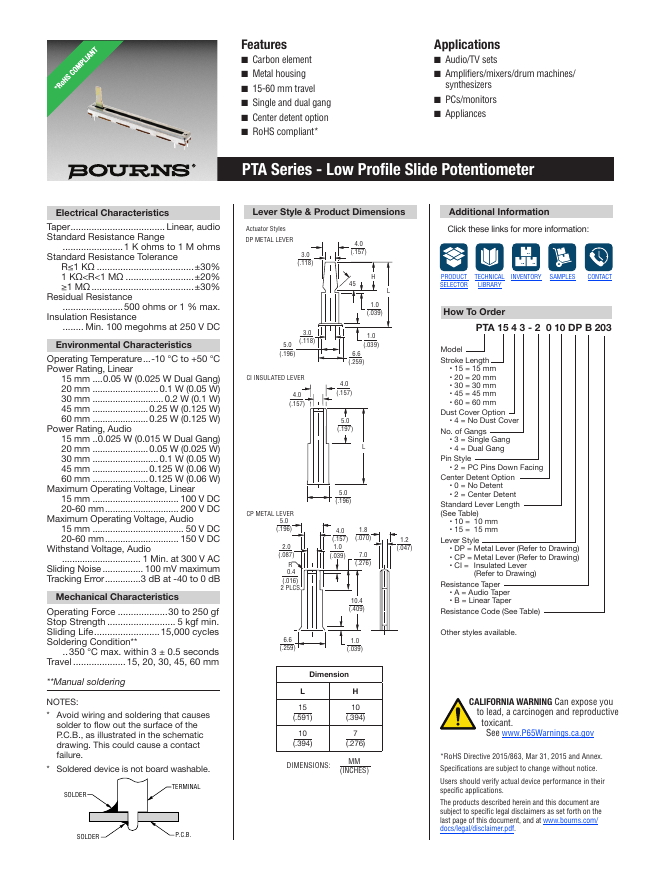 *RoHS COMPLIANT
BOURNS®
Features
■ Carbon element
■ Metal housing
■ 15-60 mm travel
■ Single and dual gang
■ Center detent option
■ RoHS compliant*
Applications
■ Audio/TV sets
■ Amplifiers/mixers/drum machines/
synthesizers
■ PCs/monitors
■ Appliances
PTA Series - Low Profile Slide Potentiometer
Electrical Characteristics
Taper....................................Linear, audio
Standard Resistance Range
.......................1 K ohms to 1 M ohms
Standard Resistance Tolerance
R≤1 KΩ .....................................±30%
1 KΩ<R<1 MΩ ..........................±20%
≥1 MΩ .......................................±30%
Residual Resistance
.......................500 ohms or 1 % max.
Insulation Resistance
........ Min. 100 megohms at 250 V DC
Environmental Characteristics
Operating Temperature...-10 °C to +50 °C
Power Rating, Linear
15 mm ....0.05 W (0.025 W Dual Gang)
20 mm .........................0.1 W (0.05 W)
30 mm ...........................0.2 W (0.1 W)
45 mm .....................0.25 W (0.125 W)
60 mm .....................0.25 W (0.125 W)
Power Rating, Audio
15 mm ..0.025 W (0.015 W Dual Gang)
20 mm .....................0.05 W (0.025 W)
30 mm .........................0.1 W (0.05 W)
45 mm .....................0.125 W (0.06 W)
60 mm .....................0.125 W (0.06 W)
Maximum Operating Voltage, Linear
15 mm ................................. 100 V DC
20-60 mm............................ 200 V DC
Maximum Operating Voltage, Audio
15 mm ................................... 50 V DC
20-60 mm............................ 150 V DC
Withstand Voltage, Audio
.............................. 1 Min. at 300 V AC
Sliding Noise................ 100 mV maximum
Tracking Error.............3 dB at -40 to 0 dB
Mechanical Characteristics
Operating Force ...................30 to 250 gf
Stop Strength .......................... 5 kgf min.
Sliding Life.........................15,000 cycles
Soldering Condition**
..350 °C max. within 3 ± 0.5 seconds
Travel ....................15, 20, 30, 45, 60 mm
**Manual soldering
NOTES:
* Avoid wiring and soldering that causes
solder to flow out the surface of the
P.C.B., as illustrated in the schematic
drawing. This could cause a contact
failure.
* Soldered device is not board washable.
SOLDER
TERMINAL
SOLDER
P.C.B.
Lever Style & Product Dimensions
Actuator Styles
DP METAL LEVER
4.0
(.157)
3.0
(.118)
H
L
45
1.0
(.039)
3.0
(.118)
1.0
(.039)
5.0
(.196)
6.6
(.259)
CI INSULATED LEVER
4.0
(.157)
4.0
(.157)
5.0
(.197)
L
5.0
(.196)
CP METAL LEVER
5.0
(.196)
4.0
(.157)
1.8
(.070)
1.2
(.047)
2.0
(.087)
1.0
(.039)
7.0
(.276)
R
0.4
(.016)
2 PLCS.
10.4
(.409)
6.6
(.259)
1.0
(.039)
Dimension
L H
15 10
(.591) (.394)
10 7
(.394) (.276)
DIMENSIONS: MM
(INCHES)
Additional Information
Click these links for more information:
PRODUCT SELECTOR
TECHNICAL LIBRARY
INVENTORY
SAMPLES
CONTACT
How To Order
PTA 15 4 3 - 2 0 10 DP B 203
Model
Stroke Length
• 15 = 15 mm
• 20 = 20 mm
• 30 = 30 mm
• 45 = 45 mm
• 60 = 60 mm
Dust Cover Option
• 4 = No Dust Cover
No. of Gangs
• 3 = Single Gang
• 4 = Dual Gang
Pin Style
• 2 = PC Pins Down Facing
Center Detent Option
• 0 = No Detent
• 2 = Center Detent
Standard Lever Length
(See Table)
• 10 = 10 mm
• 15 = 15 mm
Lever Style
• DP = Metal Lever (Refer to Drawing)
• CP = Metal Lever (Refer to Drawing)
• CI = Insulated Lever
(Refer to Drawing)
Resistance Taper
• A = Audio Taper
• B = Linear Taper
Resistance Code (See Table)
Other styles available.
CALIFORNIA WARNING Can expose you
to lead, a carcinogen and reproductive
toxicant.
See www.P65Warnings.ca.gov
*RoHS Directive 2015/863, Mar 31, 2015 and Annex.
Specifications are subject to change without notice.
Users should verify actual device performance in their
specific applications.
The products described herein and this document are
subject to specific legal disclaimers as set forth on the
last page of this document, and at www.bourns.com/
docs/legal/disclaimer.pdf.